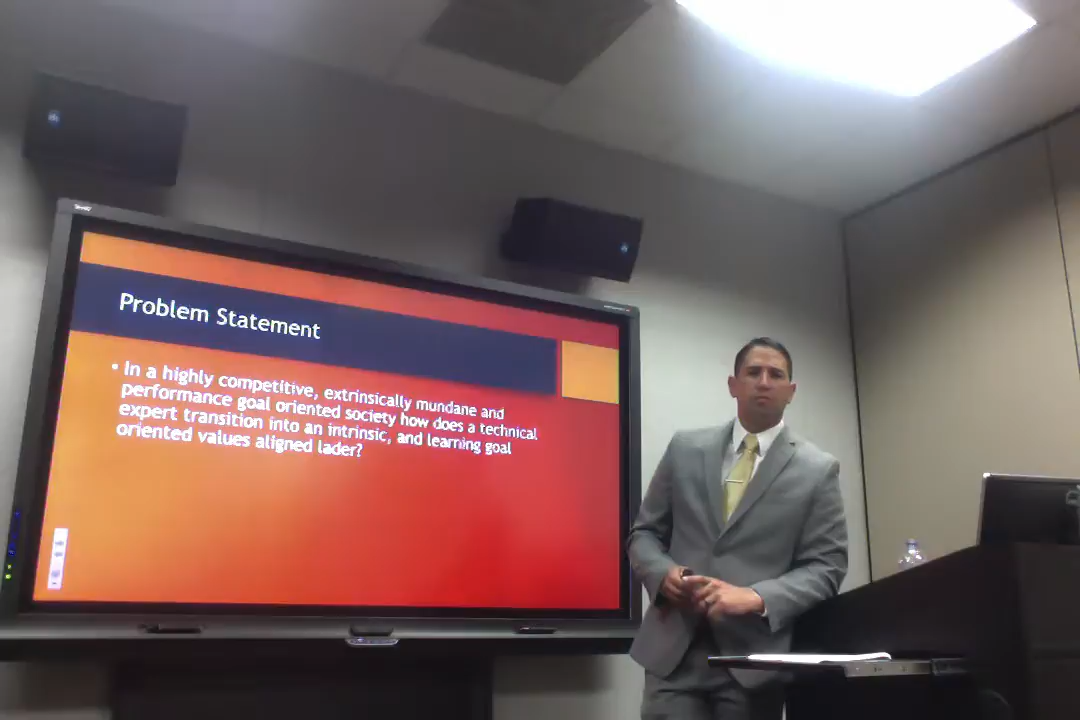 Problem Statement
• In a highly competitive, extrinsically mundane and
performance goal oriented society how does a technical
expert transition into an intrinsic, and learning goal
oriented values aligned lader?